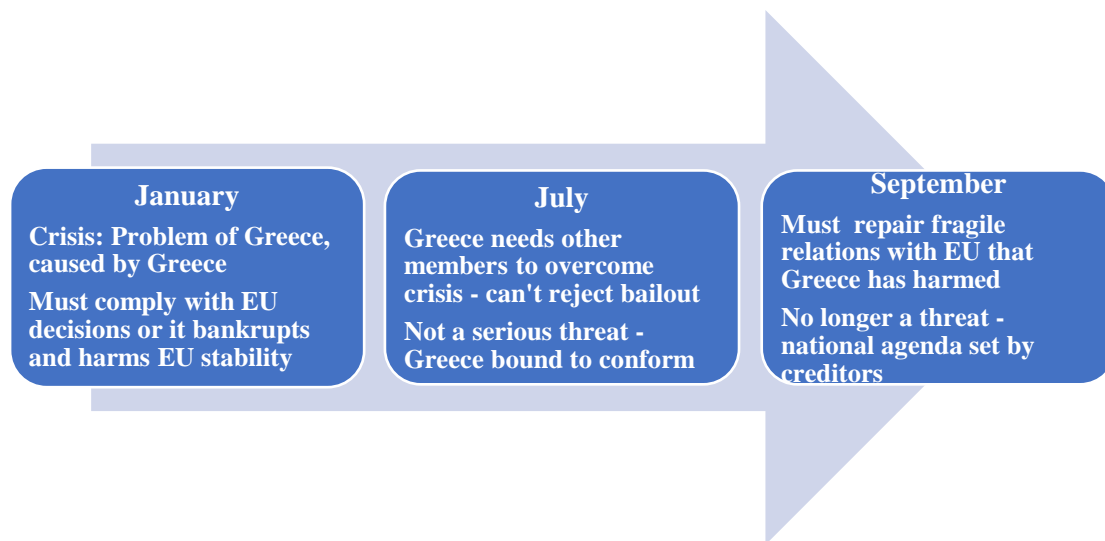 January
Crisis: Problem of Greece,
caused by Greece
Must comply with EU
decisions or it bankrupts
and harms EU stability
July
Greece needs other
members to overcome
crisis - can't reject bailout
Not a serious threat -
Greece bound to conform
September
Must repair fragile
relations with EU that
Greece has harmed
No longer a threat -
national agenda set by
creditors